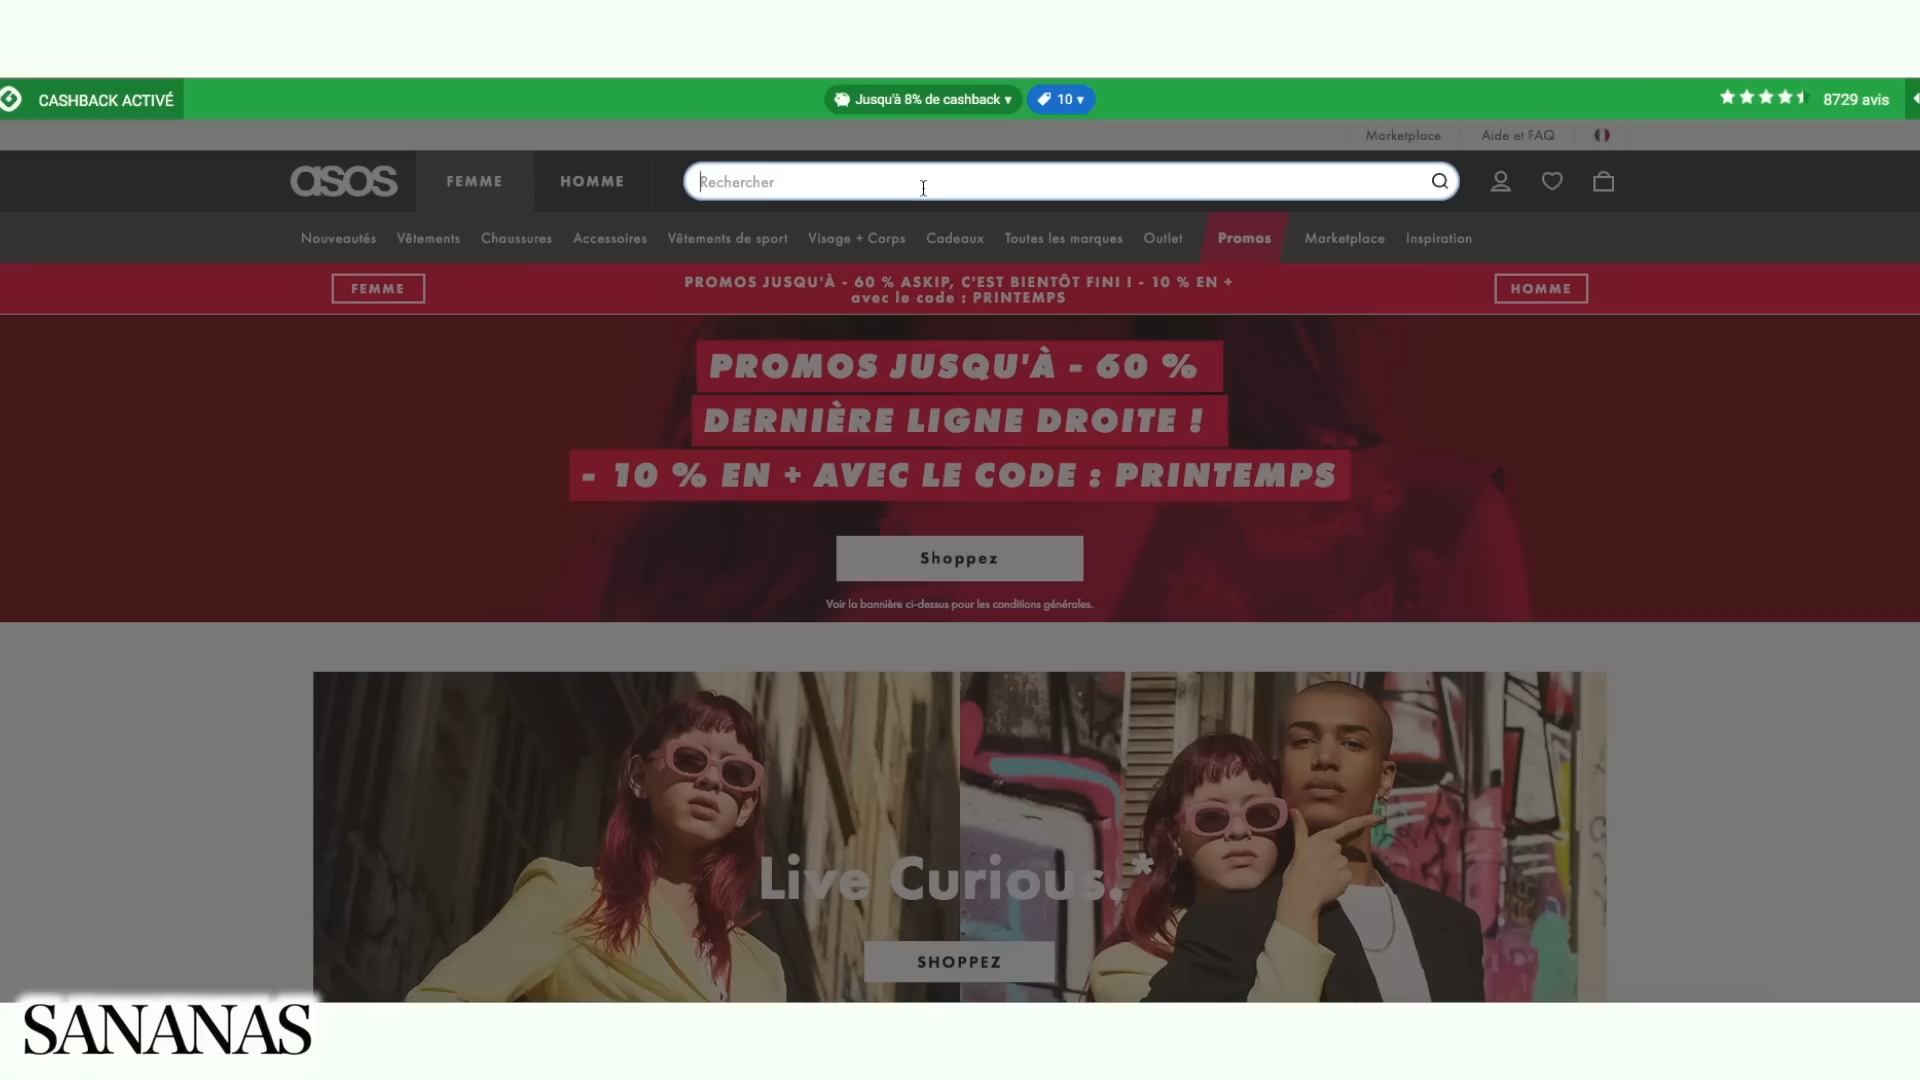 CASHBACK ACTIVÉ
Jusqu'à 8% de cashback ▾
10 ▾
8729 avis
Marketplace
Aide et FAQ
asos
FEMME
HOMME
Rechercher
Nouveautés
Vêtements
Chaussures
Accessoires
Vêtements de sport
Visage + Corps
Cadeaux
Toutes les marques
Outlet
Promos
Marketplace
Inspiration
FEMME
PROMOS JUSQU'À - 60 % ASKIP, C'EST BIENTÔT FINI ! - 10 % EN +
avec le code : PRINTEMPS
HOMME
PROMOS JUSQU'À - 60 %
DERNIÈRE LIGNE DROITE !
- 10 % EN + AVEC LE CODE : PRINTEMPS
Shoppez
Voir la bannière ci-dessus pour les conditions générales.
Live Curious.*
SHOPPEZ
SANANAS